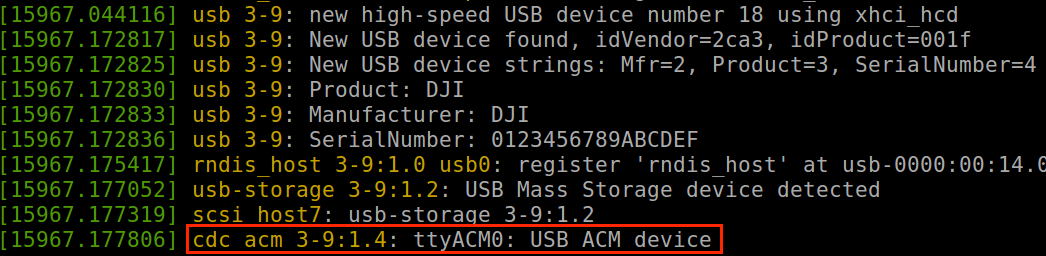 [15967.044116] usb 3-9: new high-speed USB device number 18 using xhci_hcd
[15967.172817] usb 3-9: New USB device found, idVendor=2ca3, idProduct=001f
[15967.172825] usb 3-9: New USB device strings: Mfr=2, Product=3, SerialNumber=4
[15967.172830] usb 3-9: Product: DJI
[15967.172833] usb 3-9: Manufacturer: DJI
[15967.172836] usb 3-9: SerialNumber: 0123456789ABCDEF
[15967.175417] rndis_host 3-9:1.0 usb0: register 'rndis_host' at usb-0000:00:14.0
[15967.177052] usb-storage 3-9:1.2: USB Mass Storage device detected
[15967.177319] scsi host7: usb-storage 3-9:1.2
[15967.177806] cdc_acm 3-9:1.4: ttyACM0: USB ACM device